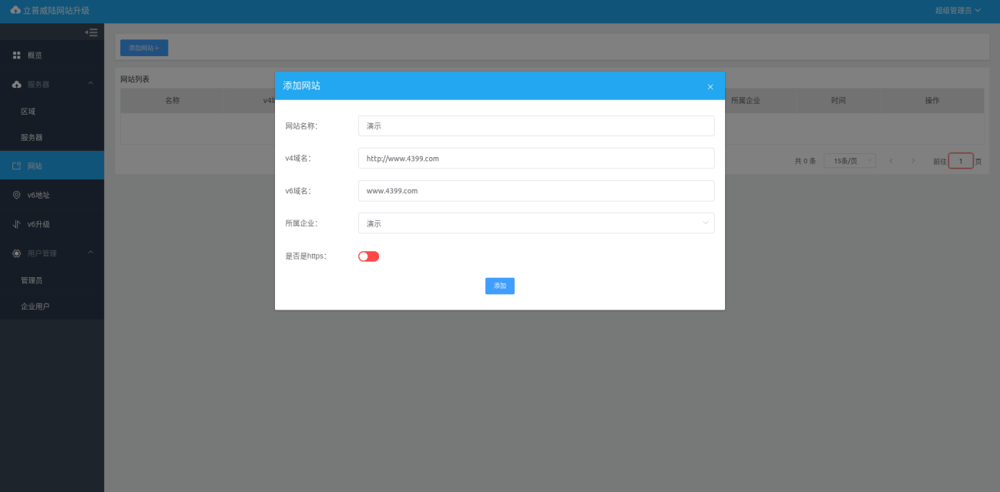 立普威陆网站升级
超级管理员
概览
服务器
区域
服务器
网站
v6地址
v6升级
用户管理
管理员
企业用户
添加网站+
网站列表
名称
所属企业
时间
操作
共 0 条
15条/页
前往
1
页
添加网站
网站名称:
演示
v4域名:
http://www.4399.com
v6域名:
www.4399.com
所属企业:
演示
是否是https:
添加